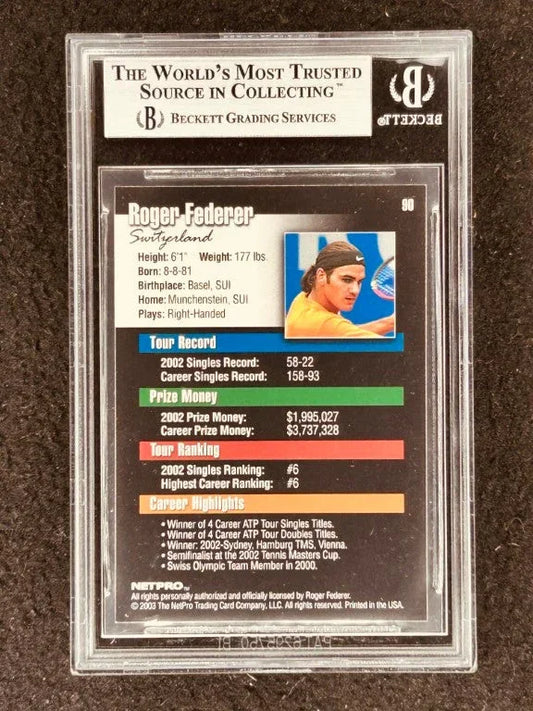 THE WORLD'S MOST TRUSTED
SOURCE IN COLLECTING™
B BECKETT GRADING SERVICES
B
BECKETT®
Roger Federer
90
Switzerland
Height: 6'1" Weight: 177 lbs.
Born: 8-8-81
Birthplace: Basel, SUI
Home: Munchenstein, SUI
Plays: Right-Handed
Tour Record
2002 Singles Record: 58-22
Career Singles Record: 158-93
Prize Money
2002 Prize Money: $1,995,027
Career Prize Money: $3,737,328
Tour Ranking
2002 Singles Ranking: #6
Highest Career Ranking: #6
Career Highlights
• Winner of 4 Career ATP Tour Singles Titles.
• Winner of 4 Career ATP Tour Doubles Titles.
• Winner: 2002-Sydney, Hamburg TMS, Vienna.
• Semifinalist at the 2002 Tennis Masters Cup.
• Swiss Olympic Team Member in 2000.
NETPRO™
All rights personally authorized and officially licensed by Roger Federer.
© 2003 The NetPro Trading Card Company, LLC. All rights reserved. Printed in the USA.